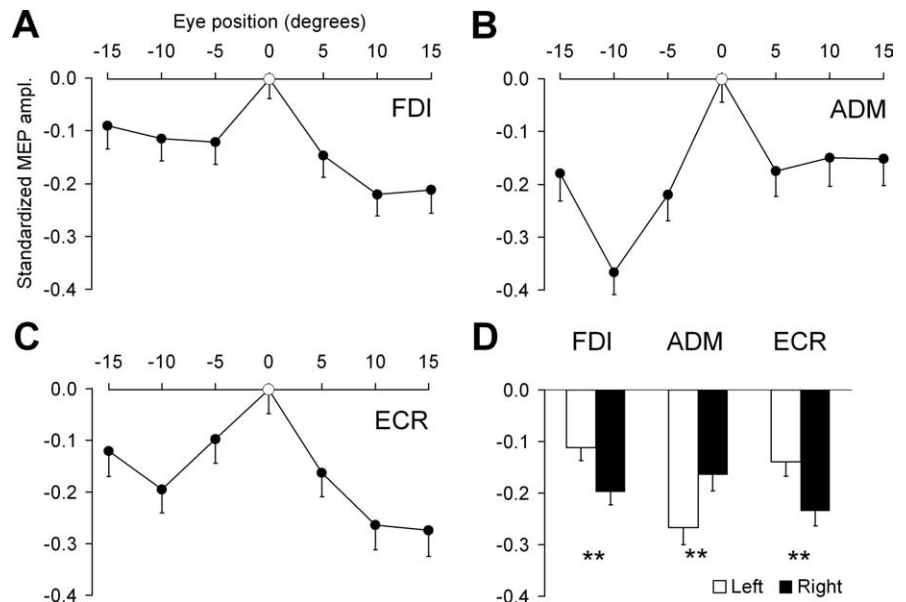 A
Eye position (degrees)
-15 -10 -5 0 5 10 15
0.0
-0.1
-0.2
-0.3
-0.4
Standardized MEP ampl.
FDI
B
-15 -10 -5 0 5 10 15
0.0
-0.1
-0.2
-0.3
-0.4
ADM
C
-15 -10 -5 0 5 10 15
0.0
-0.1
-0.2
-0.3
-0.4
ECR
D
FDI ADM ECR
0.0
-0.1
-0.2
-0.3
-0.4
** ** **
Left Right